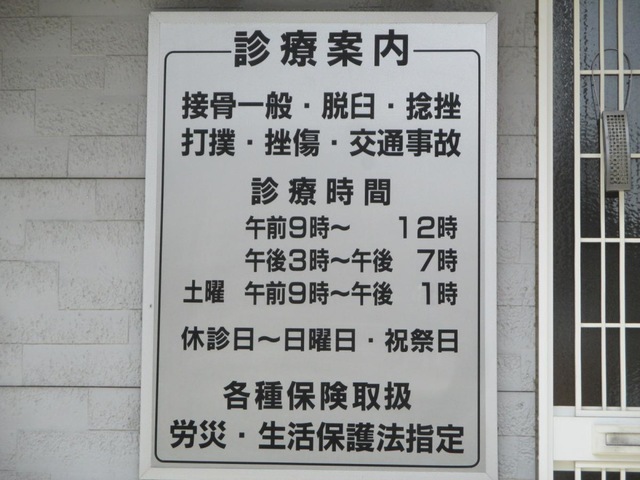 診療案内
接骨一般・脱臼・捻挫
打撲・挫傷・交通事故
診療時間
午前9時～ 12時
午後3時～午後 7時
土曜 午前9時～午後 1時
休診日～日曜日・祝祭日
各種保険取扱
労災・生活保護法指定